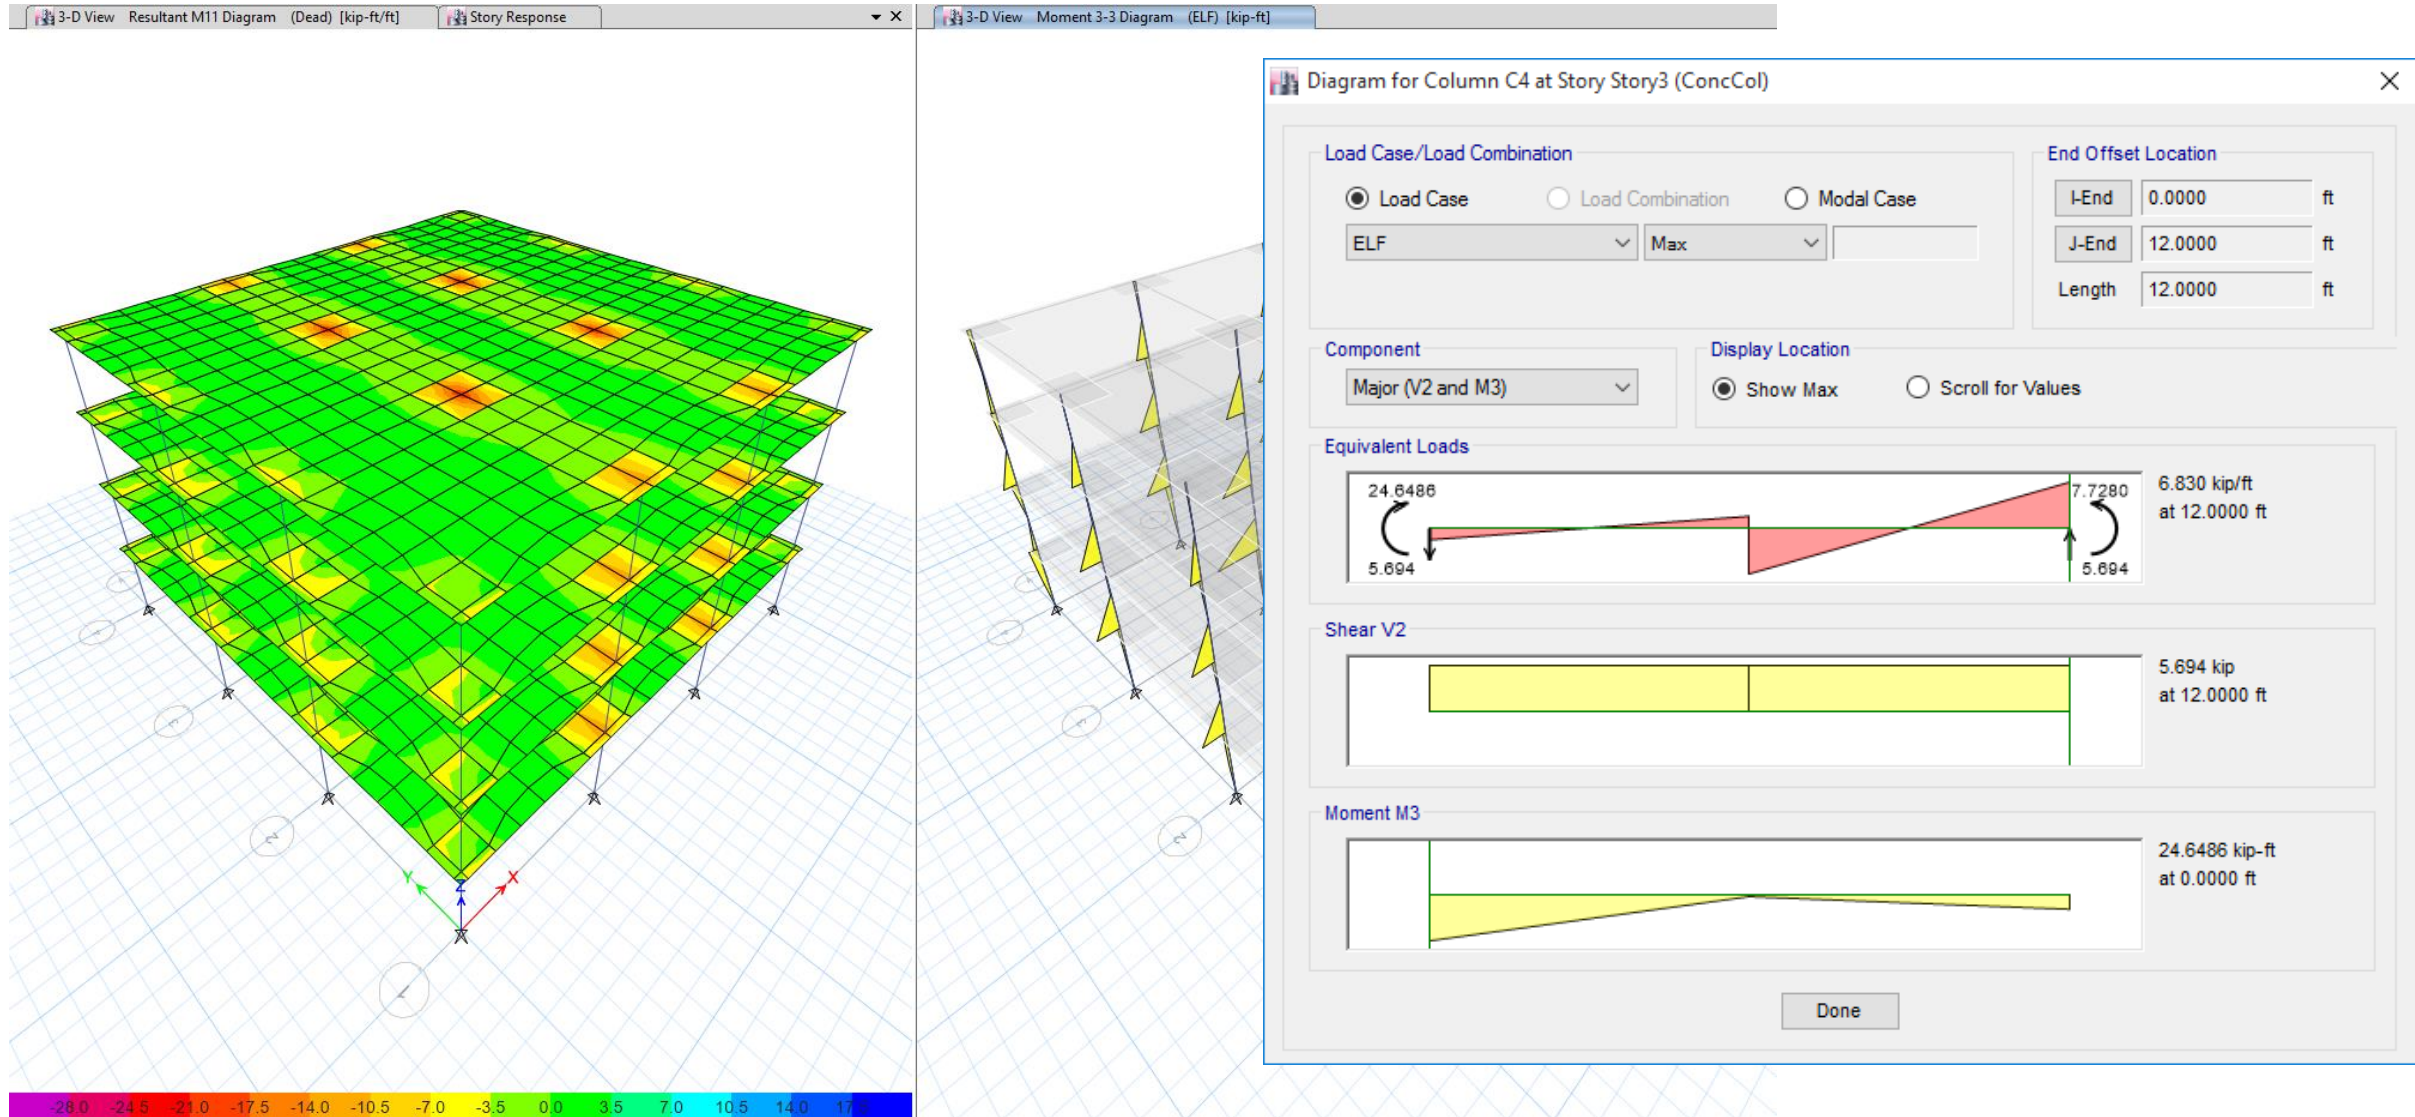 3-D View Resultant M11 Diagram (Dead) [kip-ft/ft]
Story Response
3-D View Moment 3-3 Diagram (ELF) [kip-ft]
Diagram for Column C4 at Story Story3 (ConcCol)
Load Case/Load Combination
Load Case
Load Combination
Modal Case
ELF
Max
End Offset Location
I-End
0.0000
ft
J-End
12.0000
ft
Length
12.0000
ft
Component
Major (V2 and M3)
Display Location
Show Max
Scroll for Values
Equivalent Loads
24.6486
7.7280
5.694
5.694
6.830 kip/ft
at 12.0000 ft
Shear V2
5.694 kip
at 12.0000 ft
Moment M3
24.6486 kip-ft
at 0.0000 ft
Done
Y
Z
X
-28.0 -24.5 -21.0 -17.5 -14.0 -10.5 -7.0 -3.5 0.0 3.5 7.0 10.5 14.0